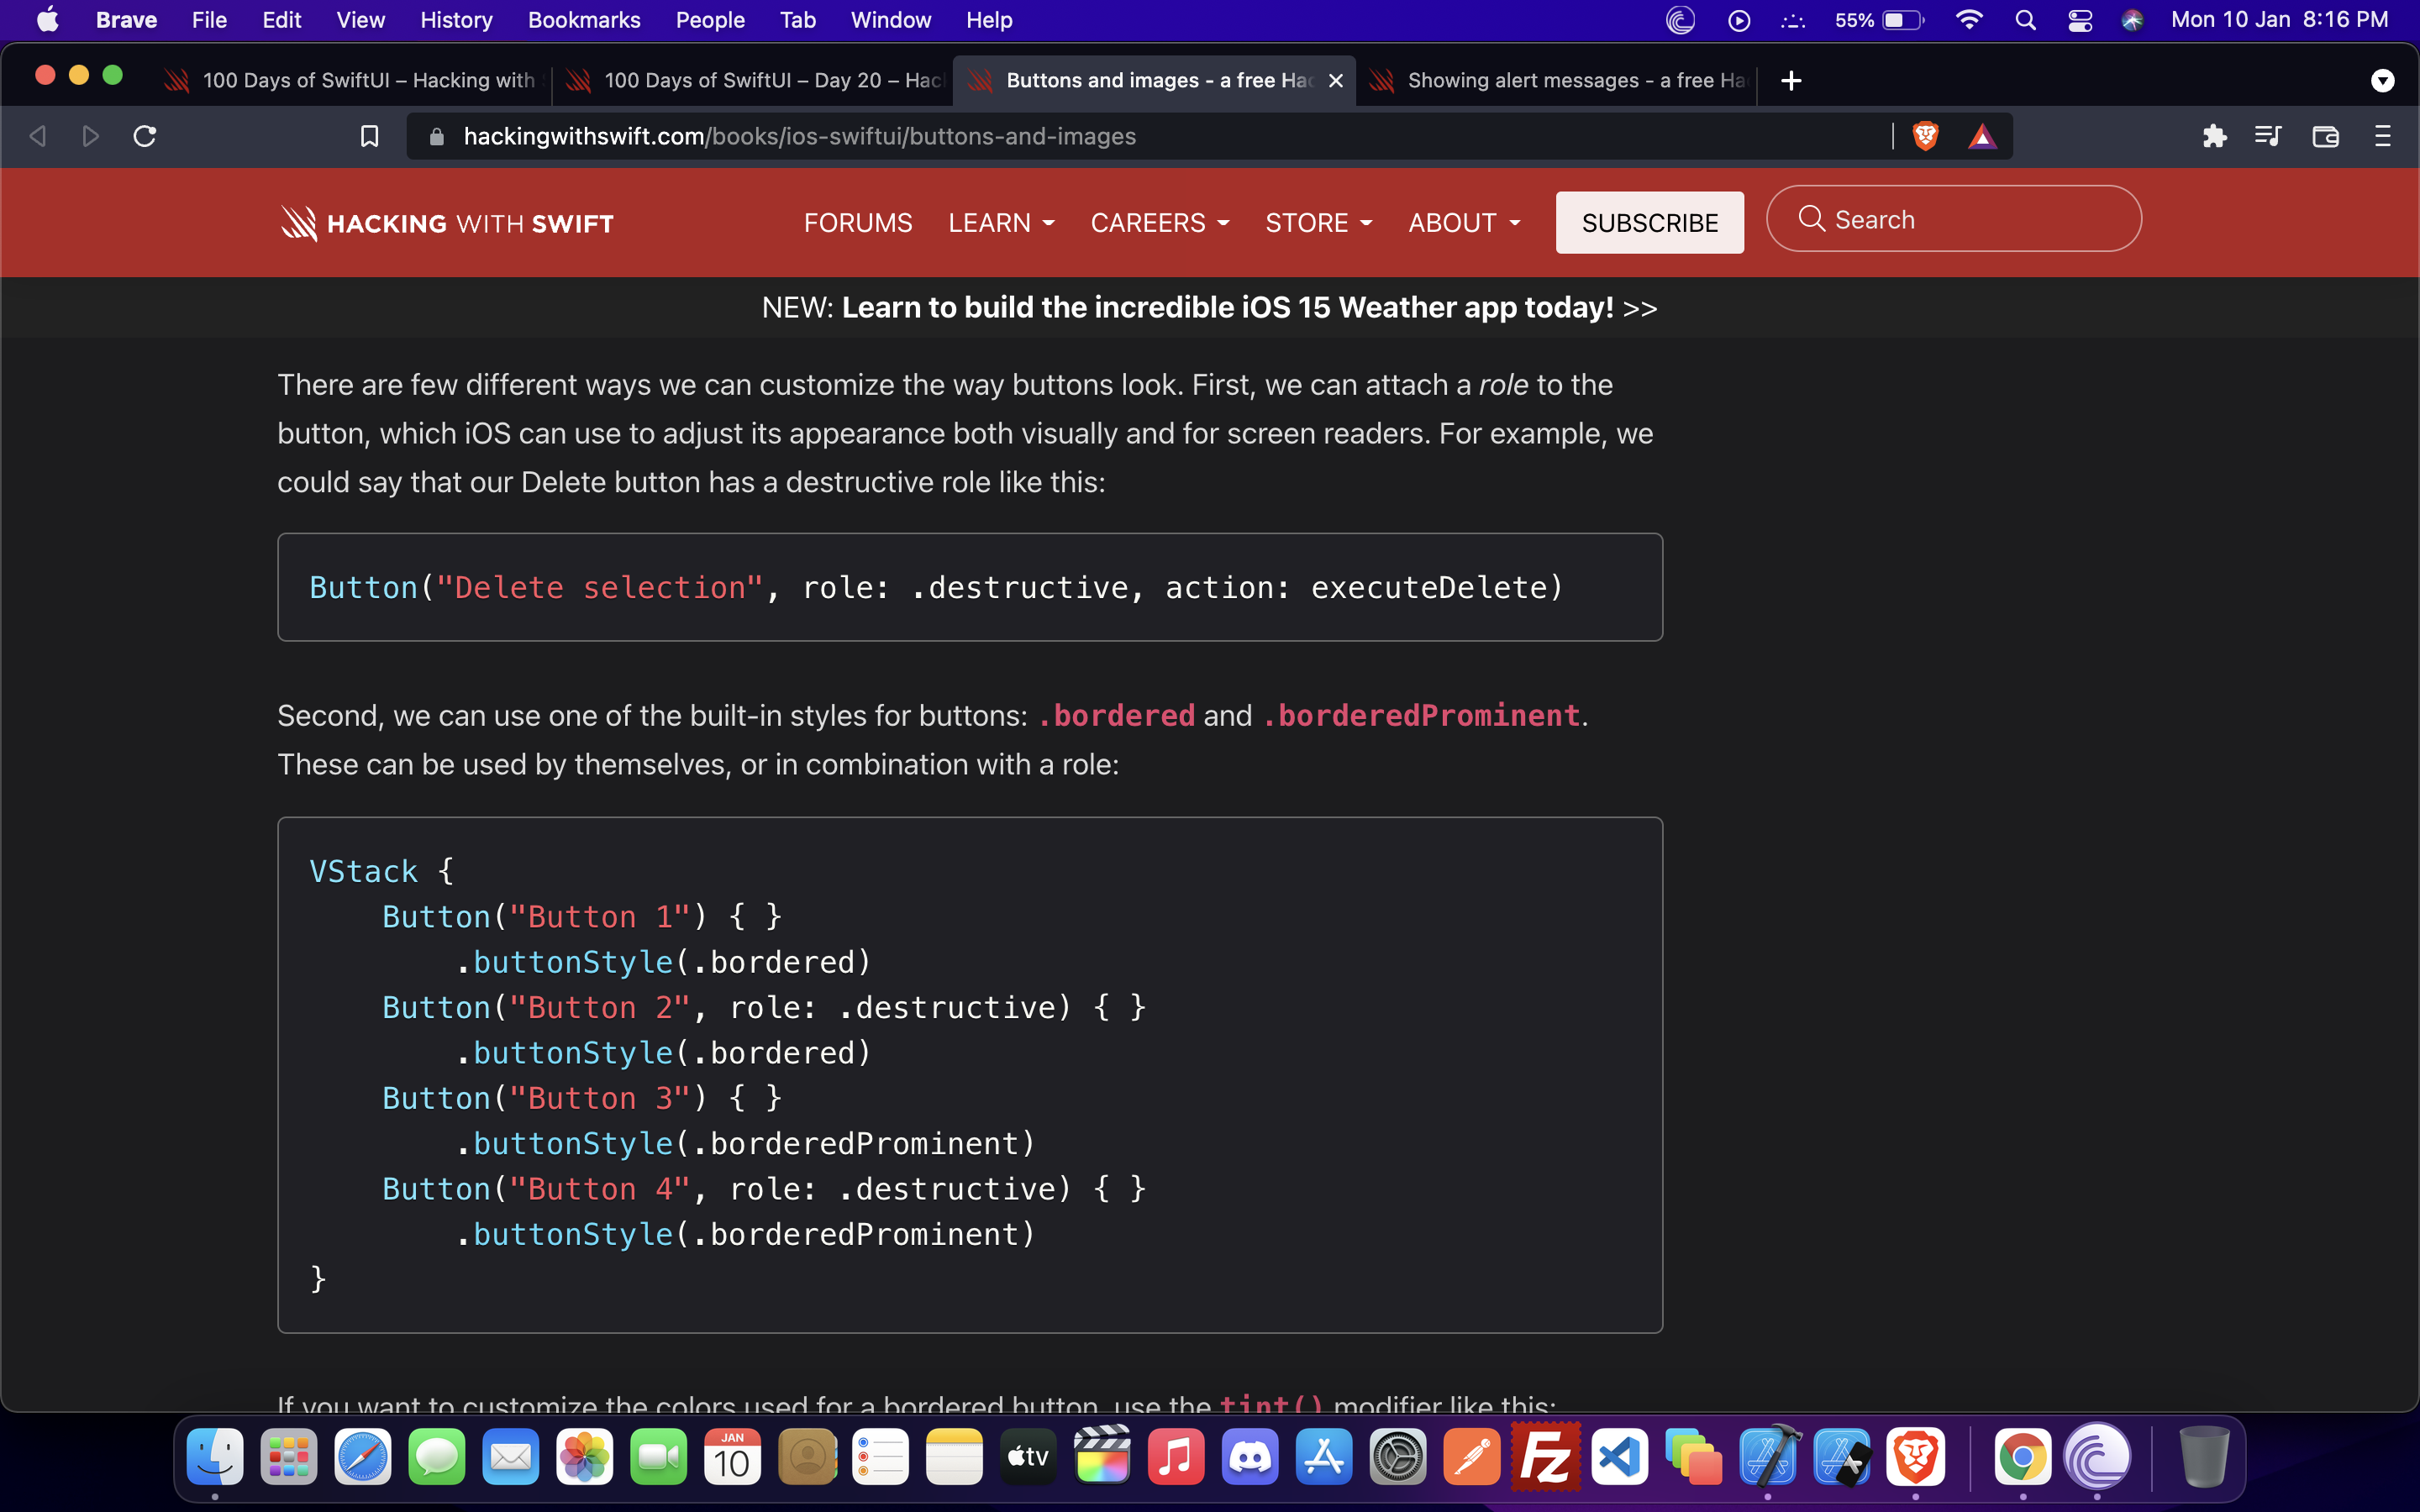 Brave File Edit View History Bookmarks People Tab Window Help 55% Mon 10 Jan 8:16 PM
100 Days of SwiftUI – Hacking with 100 Days of SwiftUI – Day 20 – Hac Buttons and images - a free Hac Showing alert messages - a free Ha
hackingwithswift.com/books/ios-swiftui/buttons-and-images
HACKING WITH SWIFT FORUMS LEARN CAREERS STORE ABOUT SUBSCRIBE Search
NEW: Learn to build the incredible iOS 15 Weather app today! >>
There are few different ways we can customize the way buttons look. First, we can attach a role to the
button, which iOS can use to adjust its appearance both visually and for screen readers. For example, we
could say that our Delete button has a destructive role like this:
Button("Delete selection", role: .destructive, action: executeDelete)
Second, we can use one of the built-in styles for buttons: .bordered and .borderedProminent.
These can be used by themselves, or in combination with a role:
VStack {
    Button("Button 1") { }
        .buttonStyle(.bordered)
    Button("Button 2", role: .destructive) { }
        .buttonStyle(.bordered)
    Button("Button 3") { }
        .buttonStyle(.borderedProminent)
    Button("Button 4", role: .destructive) { }
        .buttonStyle(.borderedProminent)
}
If you want to customize the colors used for a bordered button, use the tint() modifier like this:
JAN
10
tv
Fz